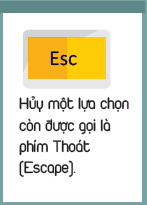 Esc
Hủy một lựa chọn
còn được gọi là
phím Thoát
(Escape).